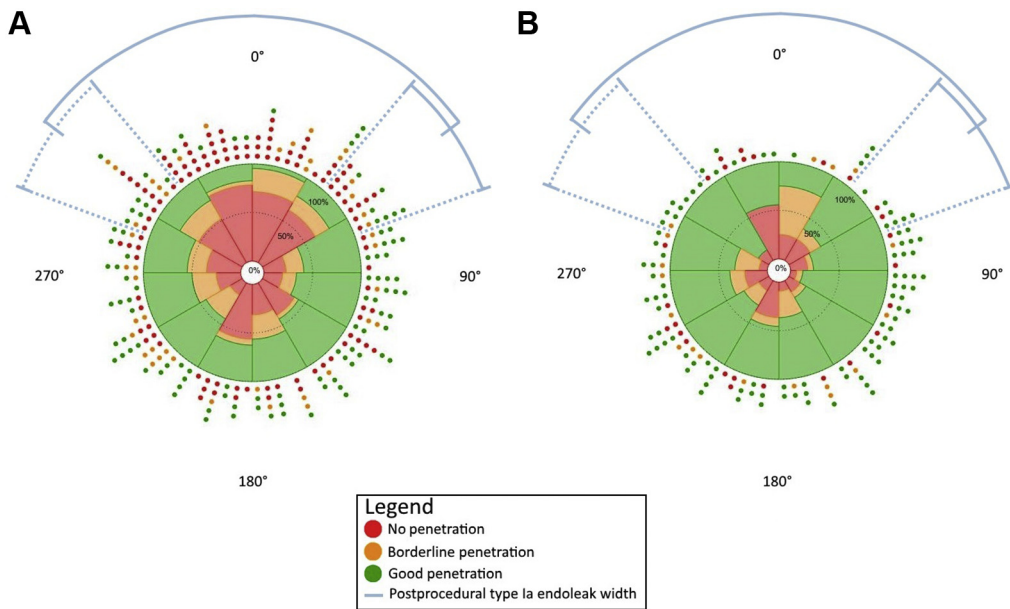 A
B
0°
0°
100%
50%
0%
100%
50%
0%
270°
90°
270°
90°
180°
180°
Legend
No penetration
Borderline penetration
Good penetration
Postprocedural type Ia endoleak width